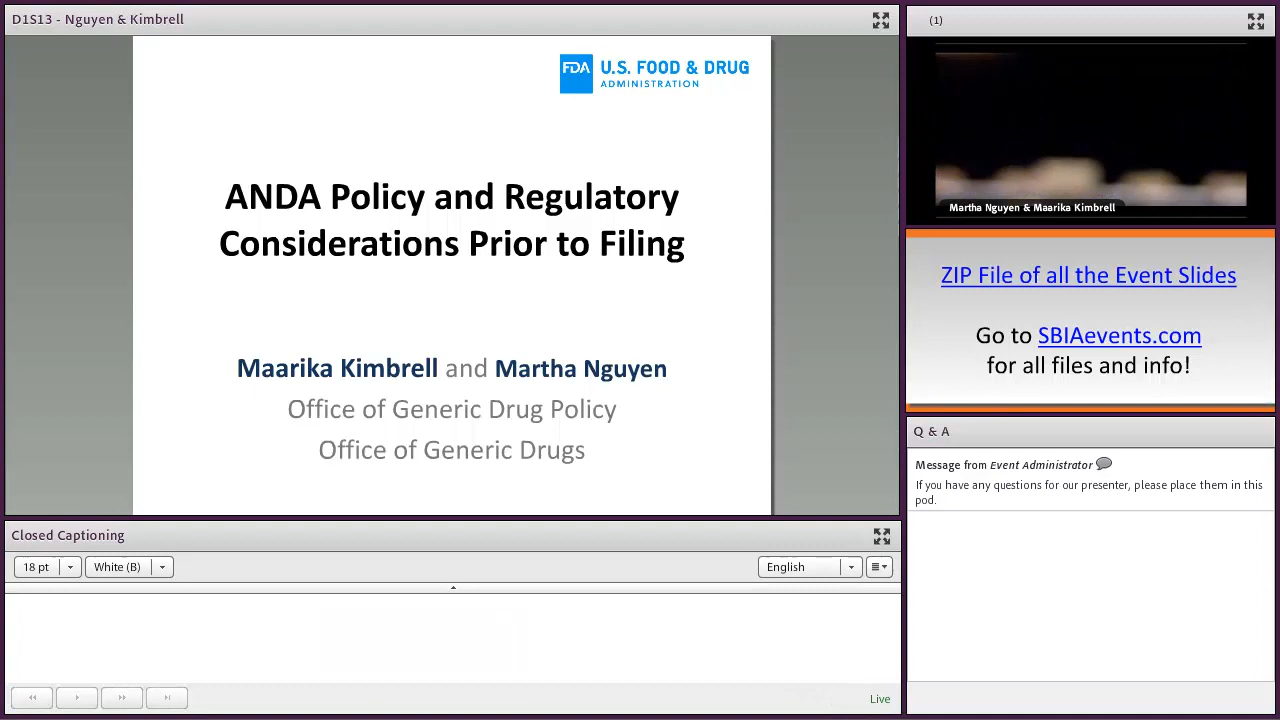 D1S13 - Nguyen & Kimbrell
FDA
U.S. FOOD & DRUG
ADMINISTRATION
ANDA Policy and Regulatory
Considerations Prior to Filing
Maarika Kimbrell and Martha Nguyen
Office of Generic Drug Policy
Office of Generic Drugs
Closed Captioning
18 pt
White (B)
English
Live
(1)
Martha Nguyen & Maarika Kimbrell
ZIP File of all the Event Slides
Go to SBIAevents.com
for all files and info!
Q & A
Message from Event Administrator
If you have any questions for our presenter, please place them in this
pod.